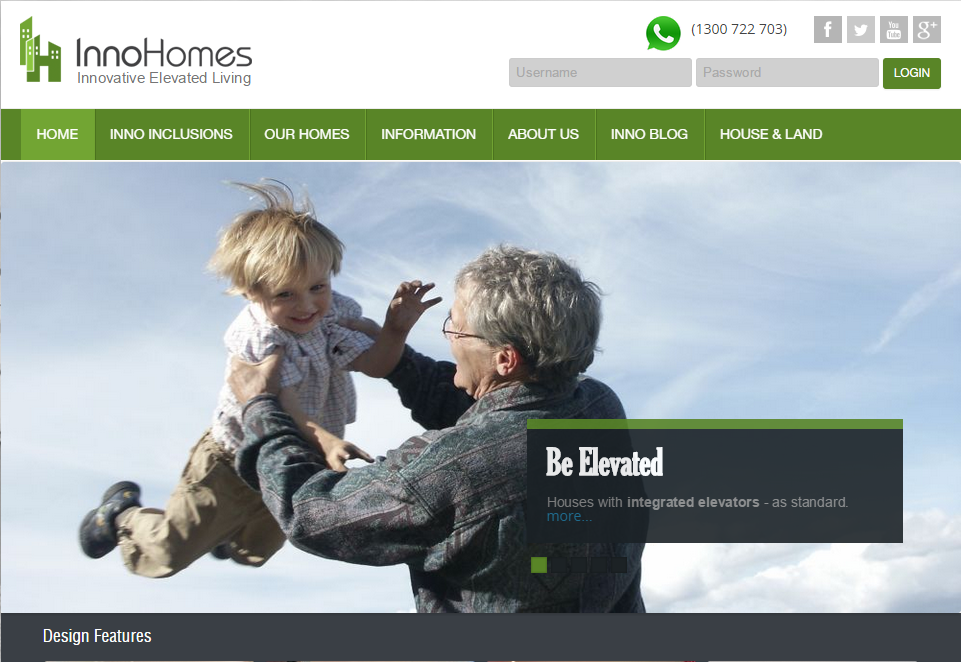 InnoHomes
Innovative Elevated Living
(1300 722 703)
f
You
Tube
g+
Username
Password
LOGIN
HOME
INNO INCLUSIONS
OUR HOMES
INFORMATION
ABOUT US
INNO BLOG
HOUSE & LAND
Be Elevated
Houses with integrated elevators - as standard.
more...
Design Features